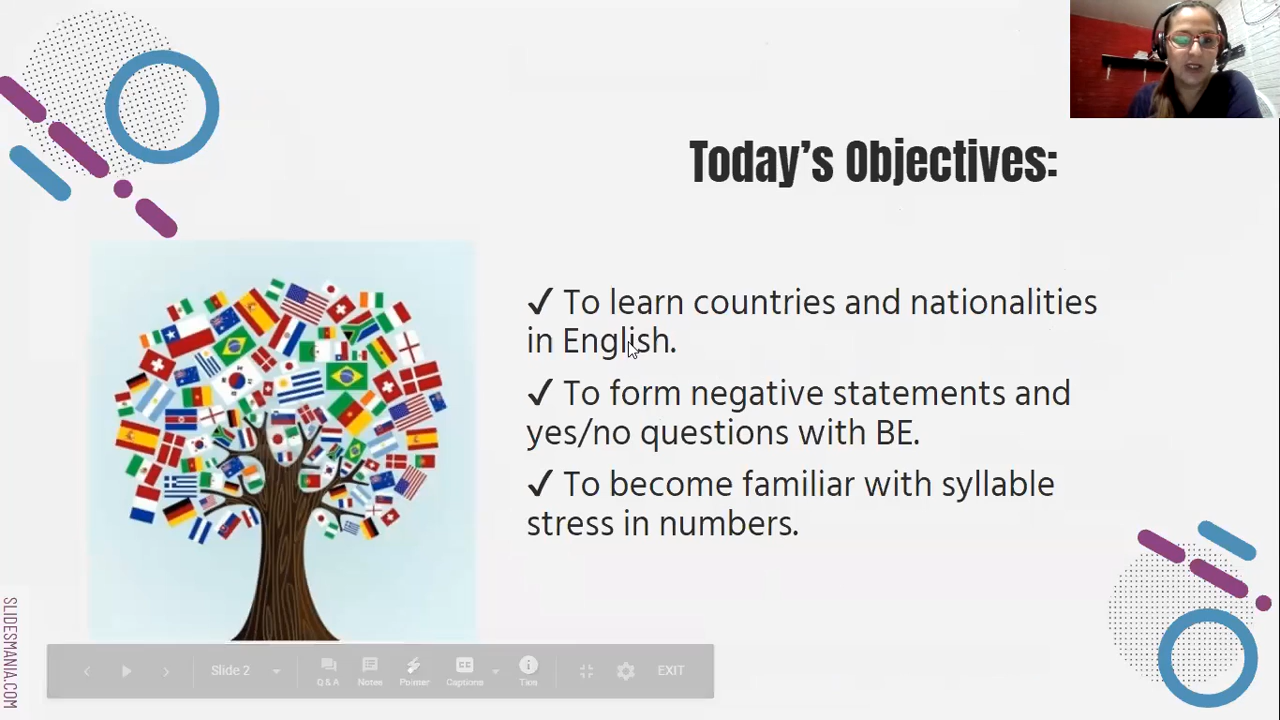 Today's Objectives:
✓ To learn countries and nationalities
in English.
✓ To form negative statements and
yes/no questions with BE.
✓ To become familiar with syllable
stress in numbers.
SLIDESMANIA.COM
Slide 2
Q & A
Notes
Pointer
CC
Captions
Tips
EXIT